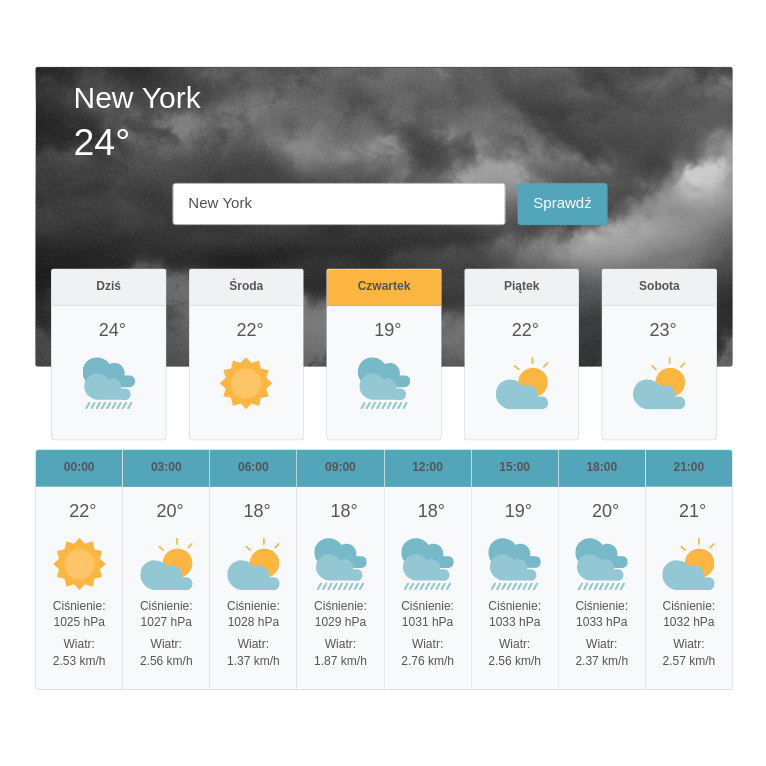 New York
24°
New York
Sprawdź
Dziś Środa Czwartek Piątek Sobota
24° 22° 19° 22° 23°
00:00 03:00 06:00 09:00 12:00 15:00 18:00 21:00
22° 20° 18° 18° 18° 19° 20° 21°
Ciśnienie: Ciśnienie: Ciśnienie: Ciśnienie: Ciśnienie: Ciśnienie: Ciśnienie: Ciśnienie:
1025 hPa 1027 hPa 1028 hPa 1029 hPa 1031 hPa 1033 hPa 1033 hPa 1032 hPa
Wiatr: Wiatr: Wiatr: Wiatr: Wiatr: Wiatr: Wiatr: Wiatr:
2.53 km/h 2.56 km/h 1.37 km/h 1.87 km/h 2.76 km/h 2.56 km/h 2.37 km/h 2.57 km/h